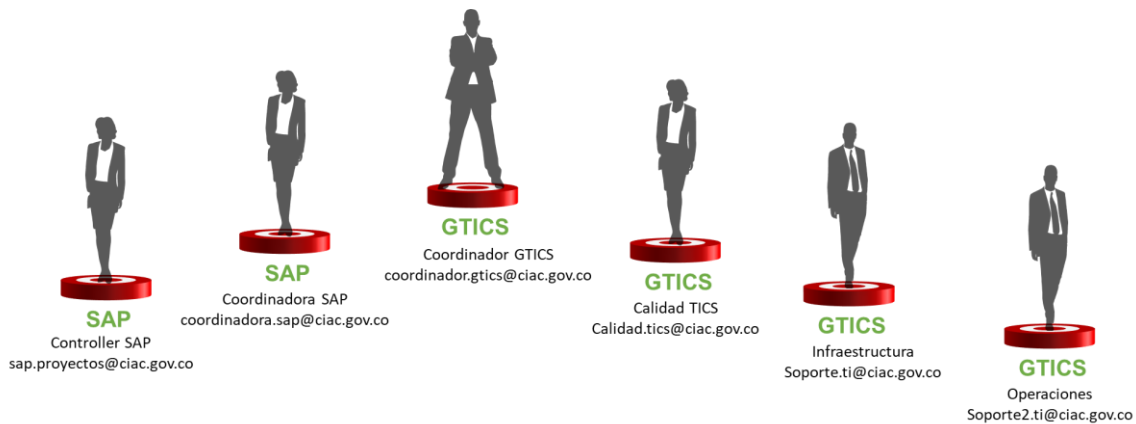 SAP
Controller SAP
sap.proyectos@ciac.gov.co
SAP
Coordinadora SAP
coordinadora.sap@ciac.gov.co
GTICS
Coordinador GTICS
coordinador.gtics@ciac.gov.co
GTICS
Calidad TICS
Calidad.tics@ciac.gov.co
GTICS
Infraestructura
Soporte.ti@ciac.gov.co
GTICS
Operaciones
Soporte2.ti@ciac.gov.co